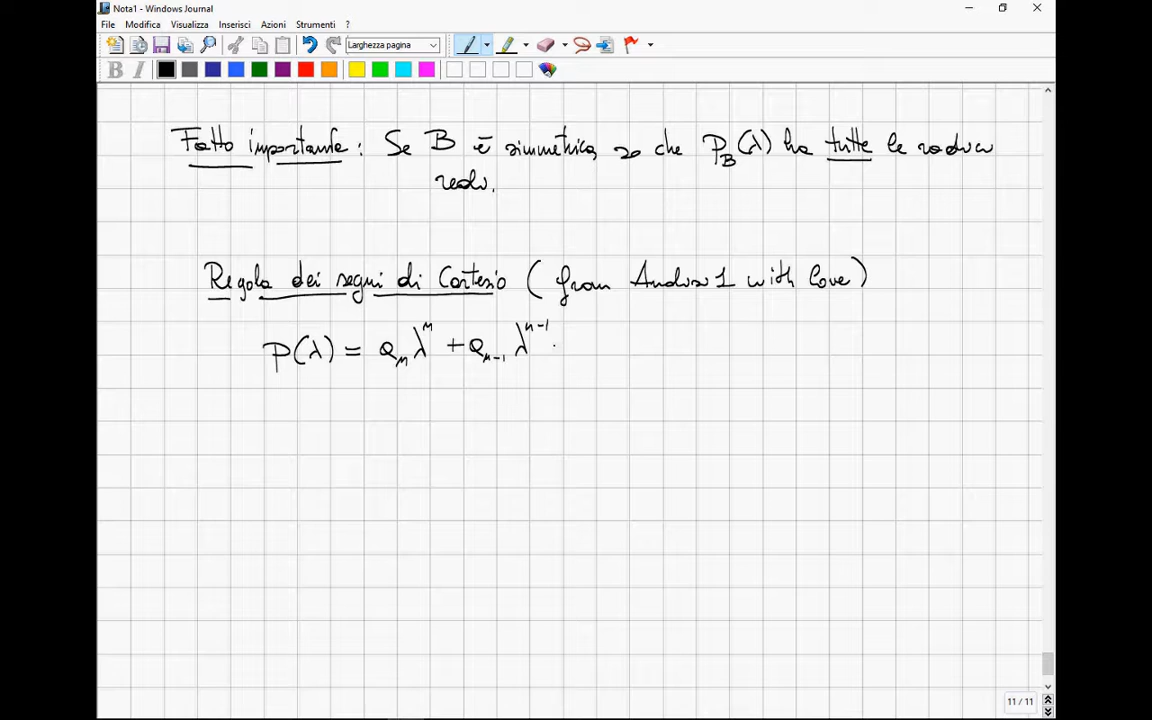 Nota1 - Windows Journal
File Modifica Visualizza Inserisci Azioni Strumenti ?
Larghezza pagina
B I
Fatto importante: Se B è simmetrica so che P_B(λ) ha tutte le radici
reali.
Regola dei segni di Cartesio (from Analisi 1 with love)
P(λ) = a_n λ^n + a_{n-1} λ^{n-1}
11 / 11